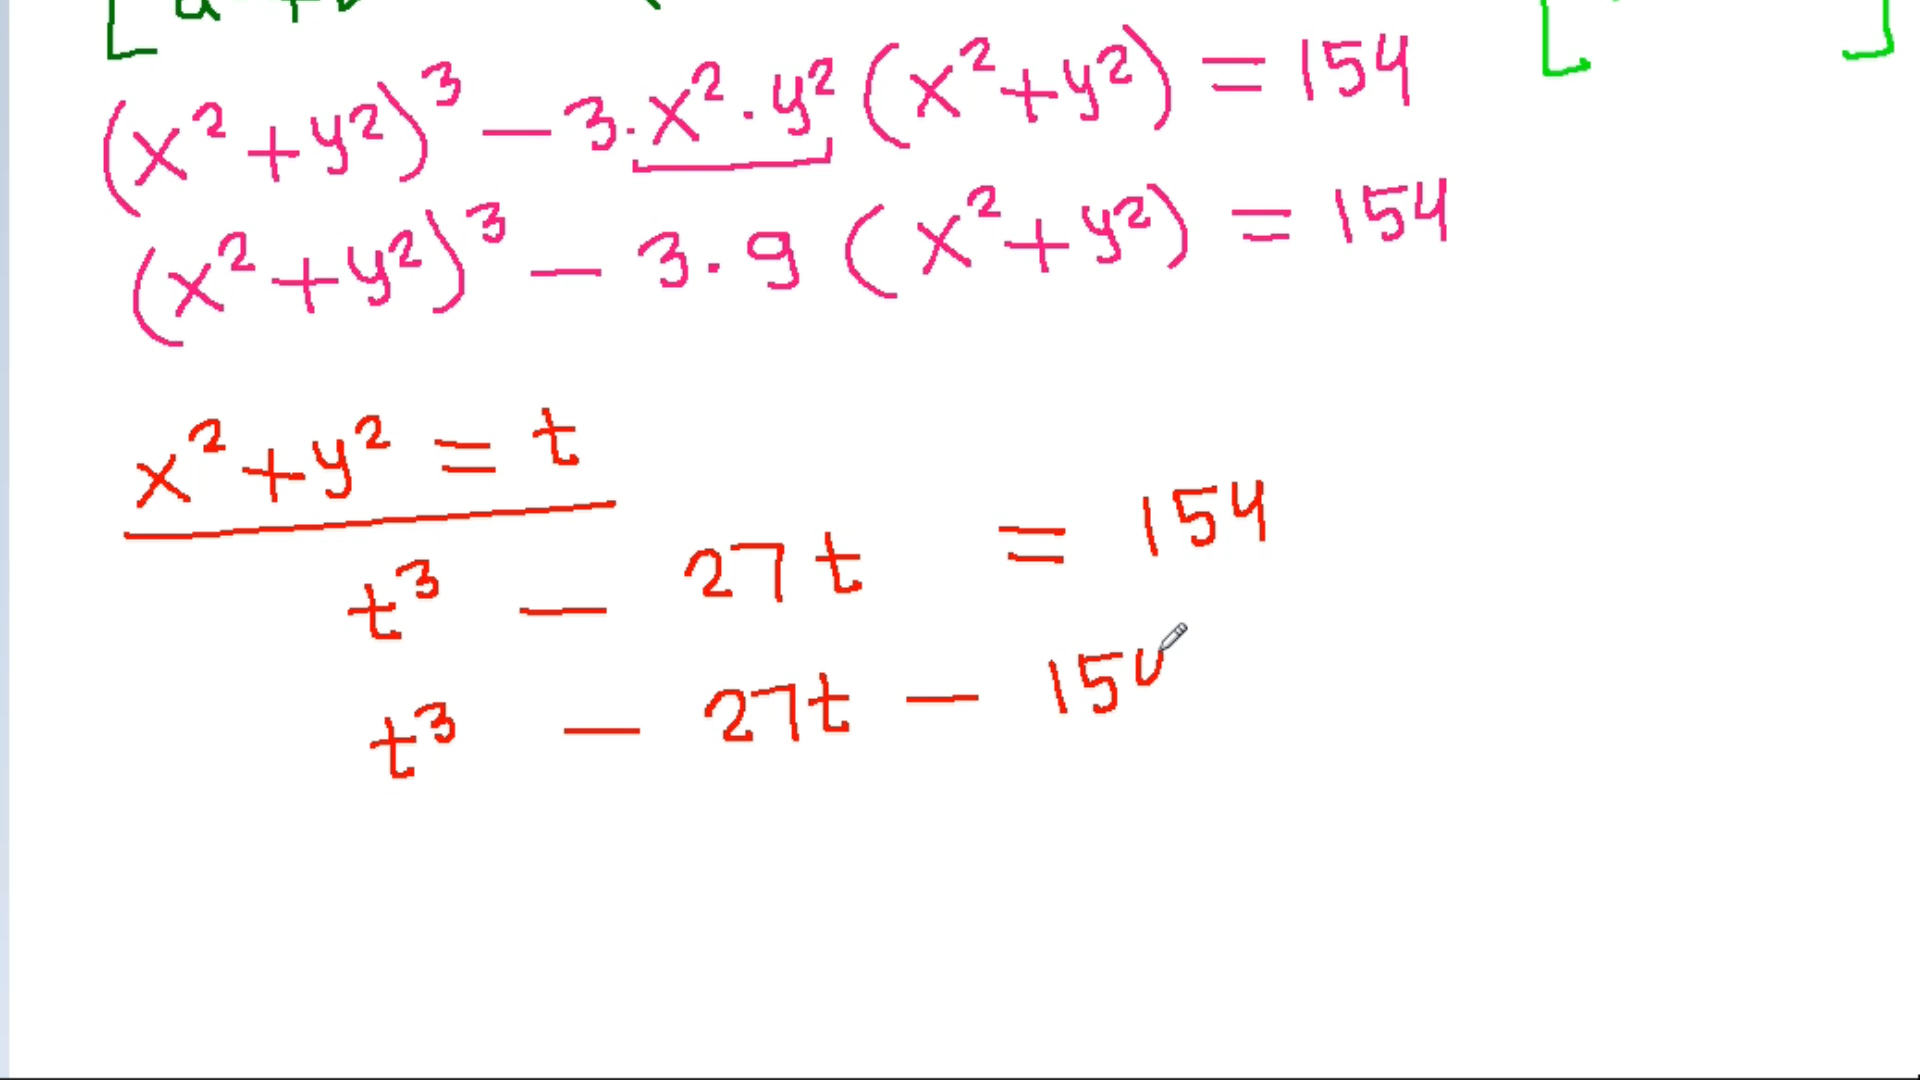 (x²+y²)³ − 3·x²·y²(x²+y²) = 154
(x²+y²)³ − 3·9(x²+y²) = 154
x²+y² = t
t³ − 27t = 154
t³ − 27t − 15